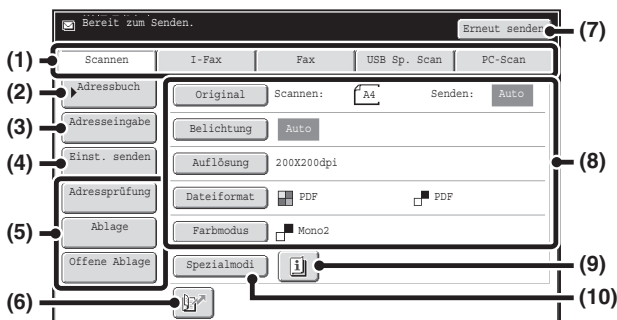 Bereit zum Senden.
Erneut senden
(7)
(1)
Scannen I-Fax Fax USB Sp. Scan PC-Scan
(2) Adressbuch Original Scannen: A4 Senden: Auto
(3) Adresseingabe Belichtung Auto
(4) Einst. senden Auflösung 200X200dpi (8)
Adressprüfung Dateiformat PDF PDF
(5) Ablage Farbmodus Mono2
Offene Ablage Spezialmodi (9)
(6) (10)